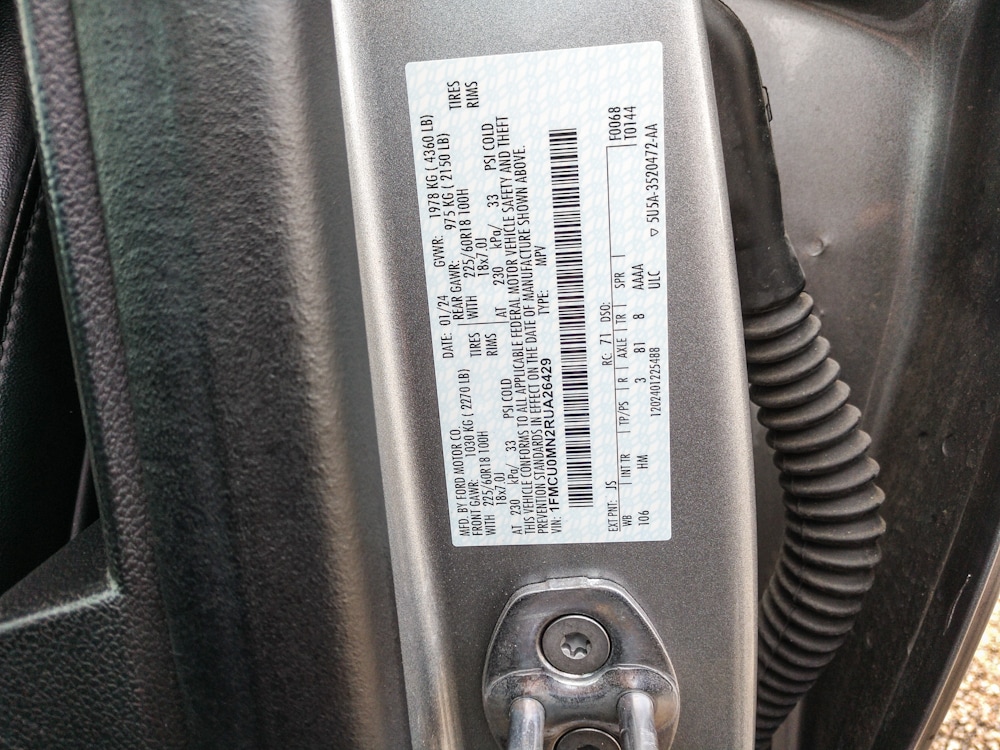 MFD. BY FORD MOTOR CO.
DATE: 01/24 GVWR: 1978 KG ( 4360 LB)
FRONT GAWR: 1030 KG ( 2270 LB) REAR GAWR: 975 KG ( 2150 LB)
WITH 225/60R18 100H TIRES WITH 225/60R18 100H TIRES
18x7.0J RIMS 18x7.0J RIMS
AT 230 kPa/ 33 PSI COLD AT 230 kPa/ 33 PSI COLD
THIS VEHICLE CONFORMS TO ALL APPLICABLE FEDERAL MOTOR VEHICLE SAFETY AND THEFT
PREVENTION STANDARDS IN EFFECT ON THE DATE OF MANUFACTURE SHOWN ABOVE.
VIN: 1FMCU0MN2RUA26429 TYPE: MPV
EXT PNT: JS RC: 71 DSO: F0068
WB INT TR TP/PS R AXLE TR SPR T0144
106 HM 3 81 8 AAAA
1202401225488 ULC
▽ 5U5A-3520472-AA